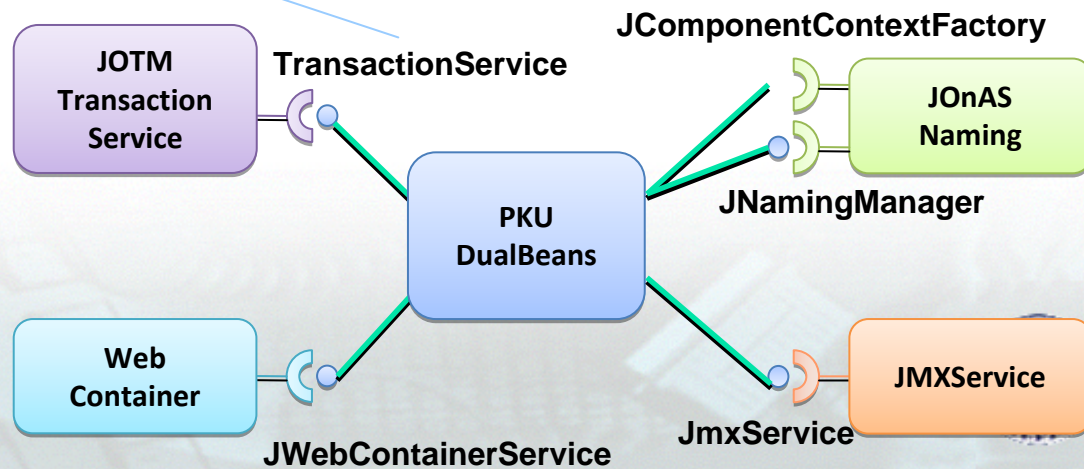 JComponentContextFactory
JOTM
Transaction
Service
TransactionService
JOnAS
Naming
JNamingManager
PKU
DualBeans
Web
Container
JWebContainerService
JMXService
JmxService